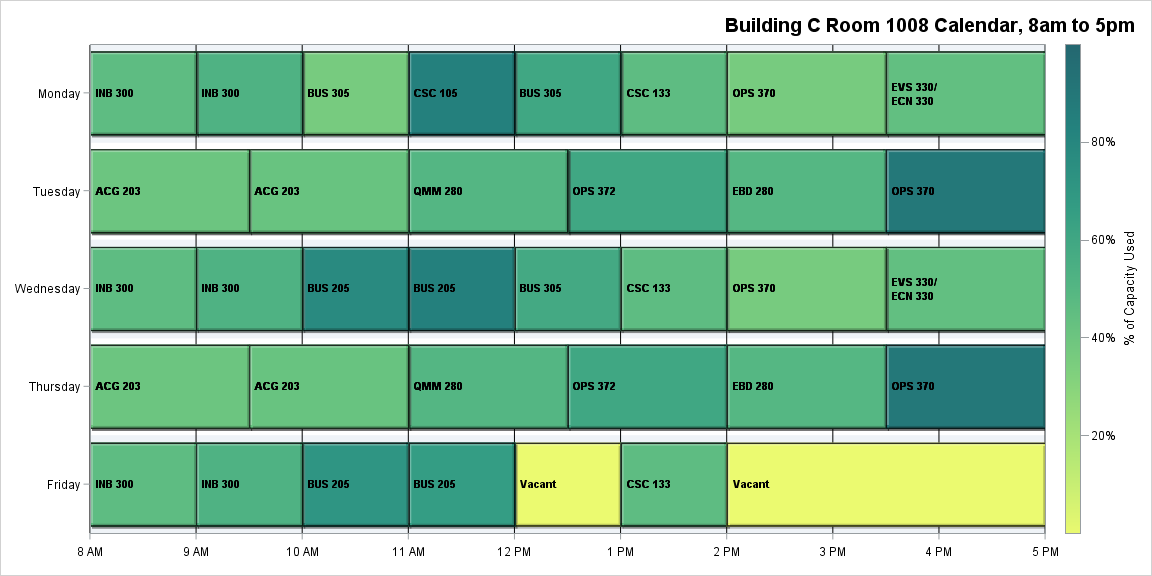 Building C Room 1008 Calendar, 8am to 5pm
Monday
INB 300
INB 300
BUS 305
CSC 105
BUS 305
CSC 133
OPS 370
EVS 330/
ECN 330
Tuesday
ACG 203
ACG 203
QMM 280
OPS 372
EBD 280
OPS 370
Wednesday
INB 300
INB 300
BUS 205
BUS 205
BUS 305
CSC 133
OPS 370
EVS 330/
ECN 330
Thursday
ACG 203
ACG 203
QMM 280
OPS 372
EBD 280
OPS 370
Friday
INB 300
INB 300
BUS 205
BUS 205
Vacant
CSC 133
Vacant
8 AM
9 AM
10 AM
11 AM
12 PM
1 PM
2 PM
3 PM
4 PM
5 PM
80%
60%
40%
20%
% of Capacity Used